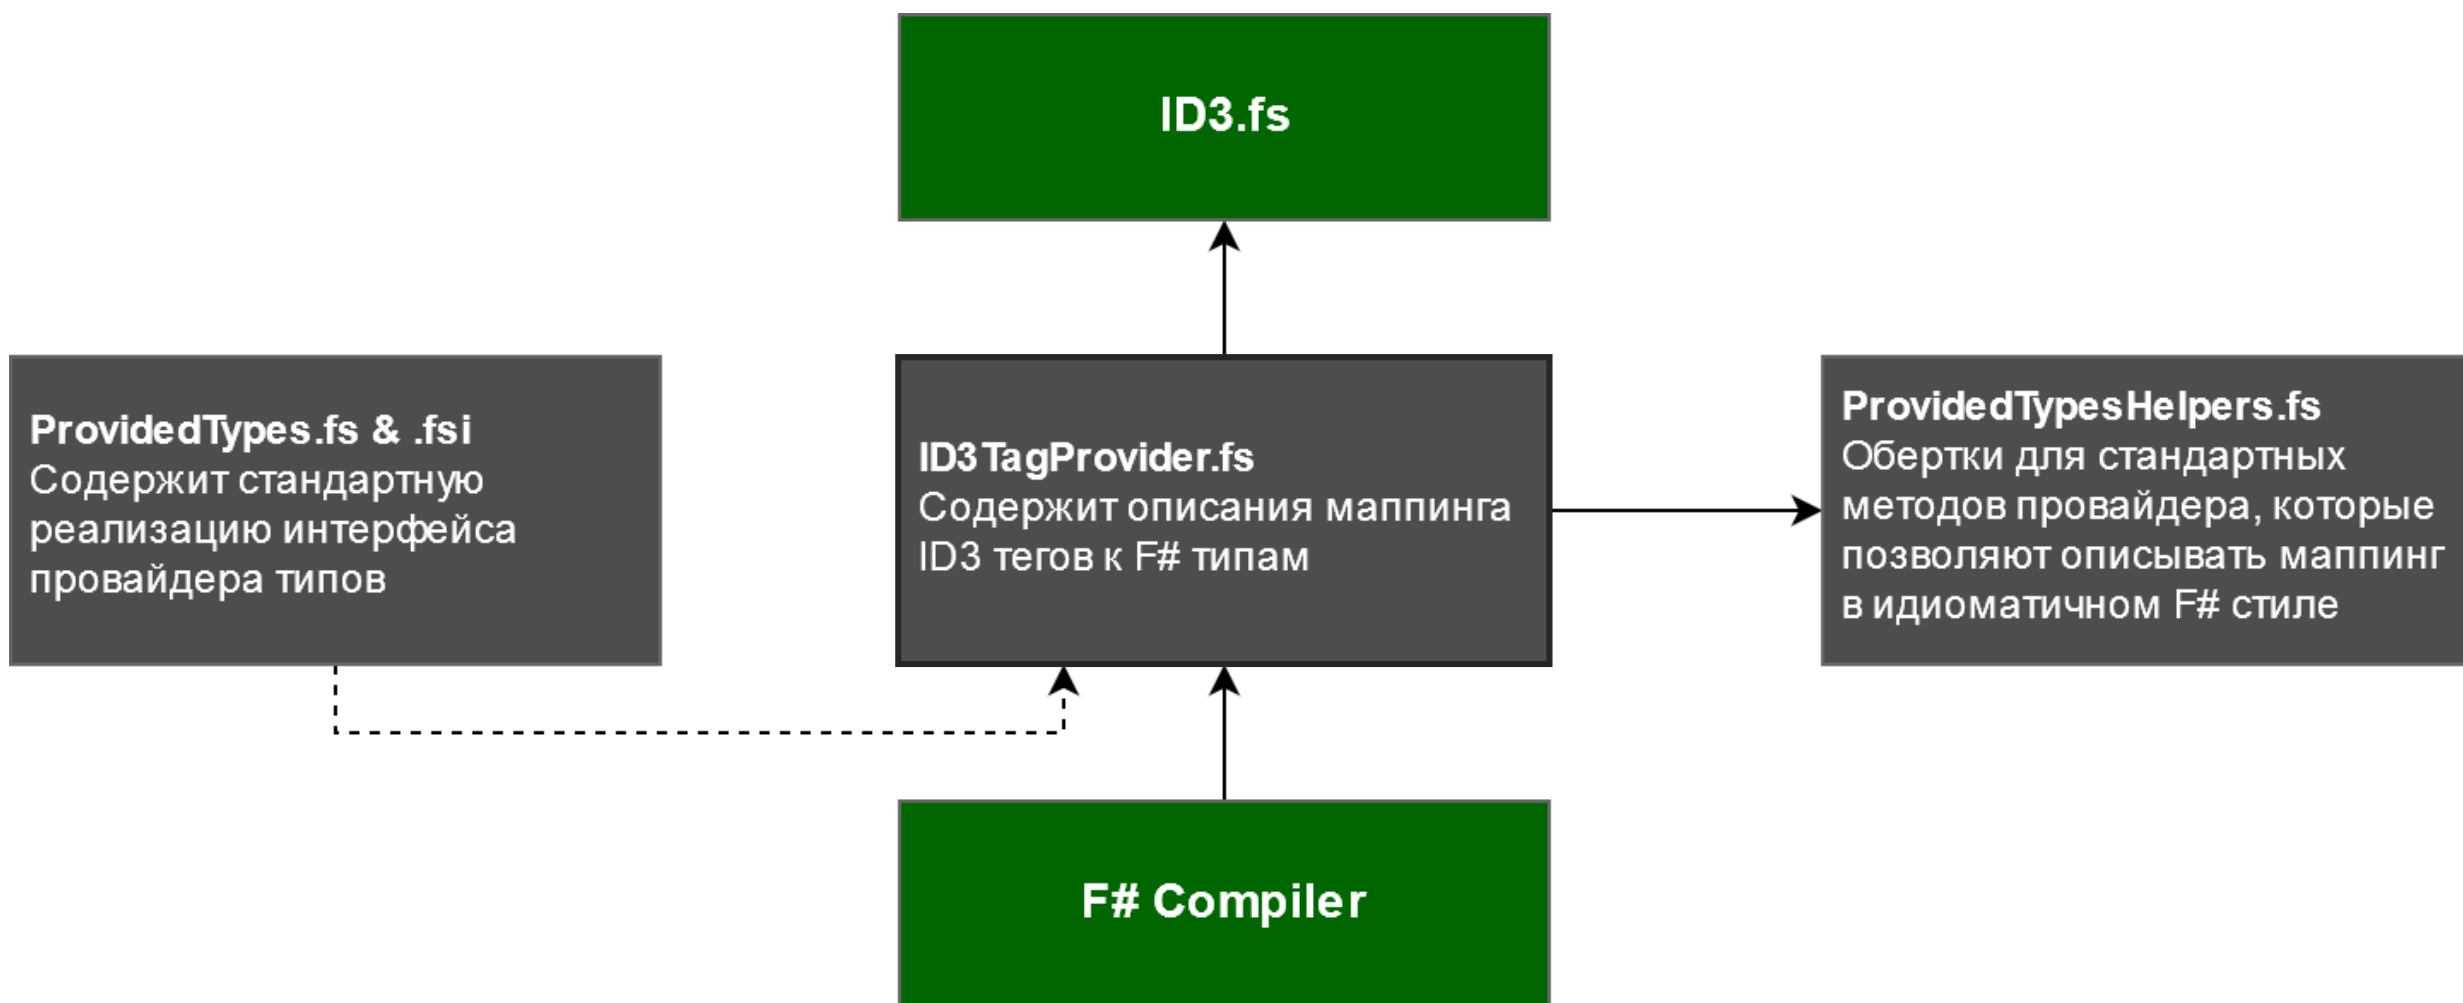 ID3.fs
ProvidedTypes.fs & .fsi
Содержит стандартную
реализацию интерфейса
провайдера типов
ID3TagProvider.fs
Содержит описания маппинга
ID3 тегов к F# типам
ProvidedTypesHelpers.fs
Обертки для стандартных
методов провайдера, которые
позволяют описывать маппинг
в идиоматичном F# стиле
F# Compiler